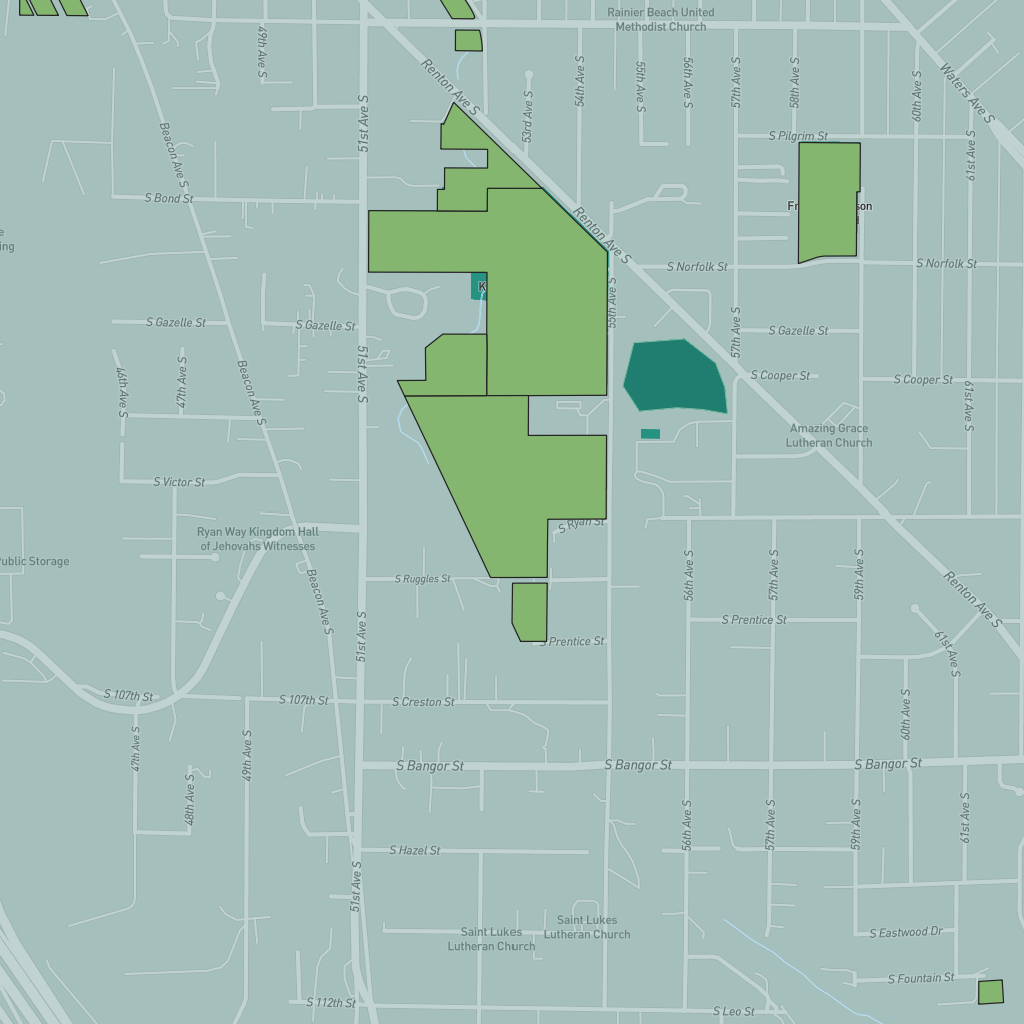 Rainier Beach United
Methodist Church
49th Ave S
Renton Ave S
54th Ave S
55th Ave S
56th Ave S
57th Ave S
58th Ave S
60th Ave S
Waters Ave S
51st Ave S
53rd Ave S
Beacon Ave S
S Pilgrim St
61st Ave S
S Bond St
Renton Ave S
ing
S Norfolk St
S Norfolk St
K
55th Ave S
S Gazelle St
S Gazelle St
57th Ave S
S Gazelle St
46th Ave S
47th Ave S
Beacon Ave S
51st Ave S
S Cooper St
S Cooper St
61st Ave S
Amazing Grace
Lutheran Church
S Victor St
Ryan Way Kingdom Hall
of Jehovahs Witnesses
S Ryan St
Public Storage
Beacon Ave S
S Ruggles St
56th Ave S
57th Ave S
59th Ave S
Renton Ave S
51st Ave S
S Prentice St
S Prentice St
61st Ave S
S 107th St
S 107th St
S Creston St
60th Ave S
47th Ave S
49th Ave S
48th Ave S
S Bangor St
S Bangor St
S Bangor St
56th Ave S
57th Ave S
59th Ave S
61st Ave S
S Hazel St
51st Ave S
Saint Lukes
Lutheran Church
Saint Lukes
Lutheran Church
S Eastwood Dr
S Fountain St
S 112th St
S Leo St